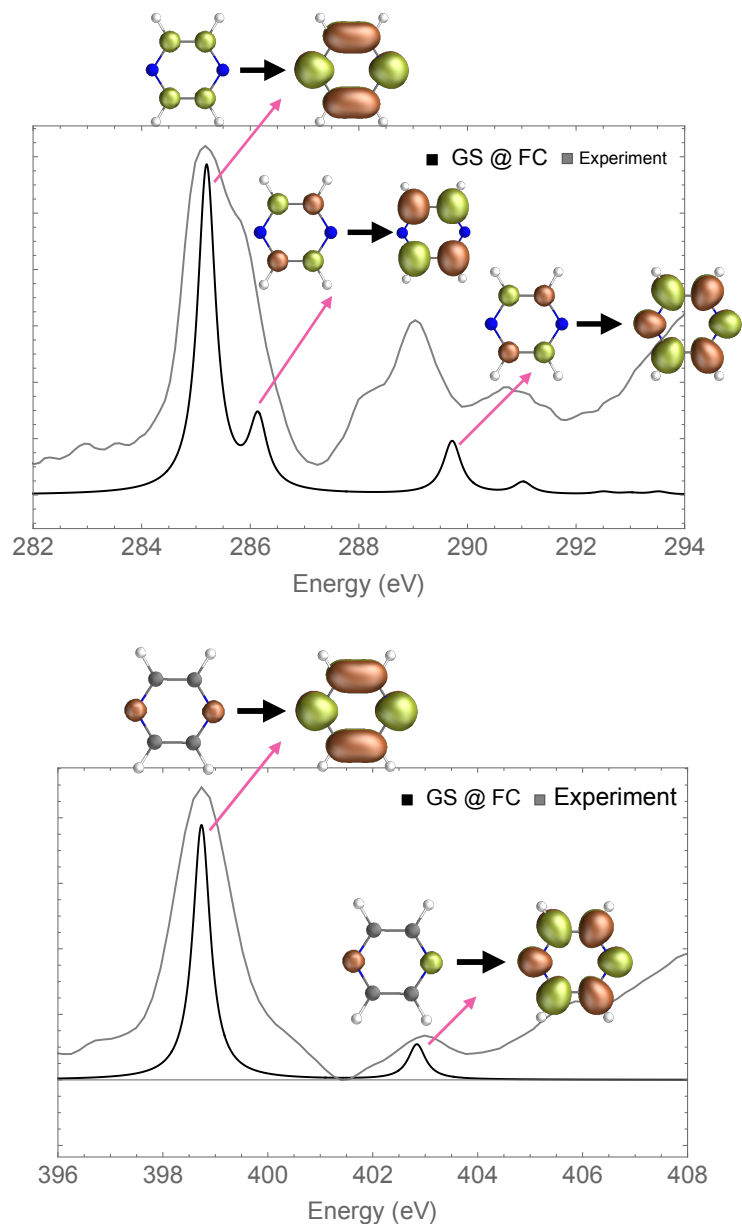 ■ GS @ FC ■ Experiment
282 284 286 288 290 292 294
Energy (eV)
■ GS @ FC ■ Experiment
396 398 400 402 404 406 408
Energy (eV)